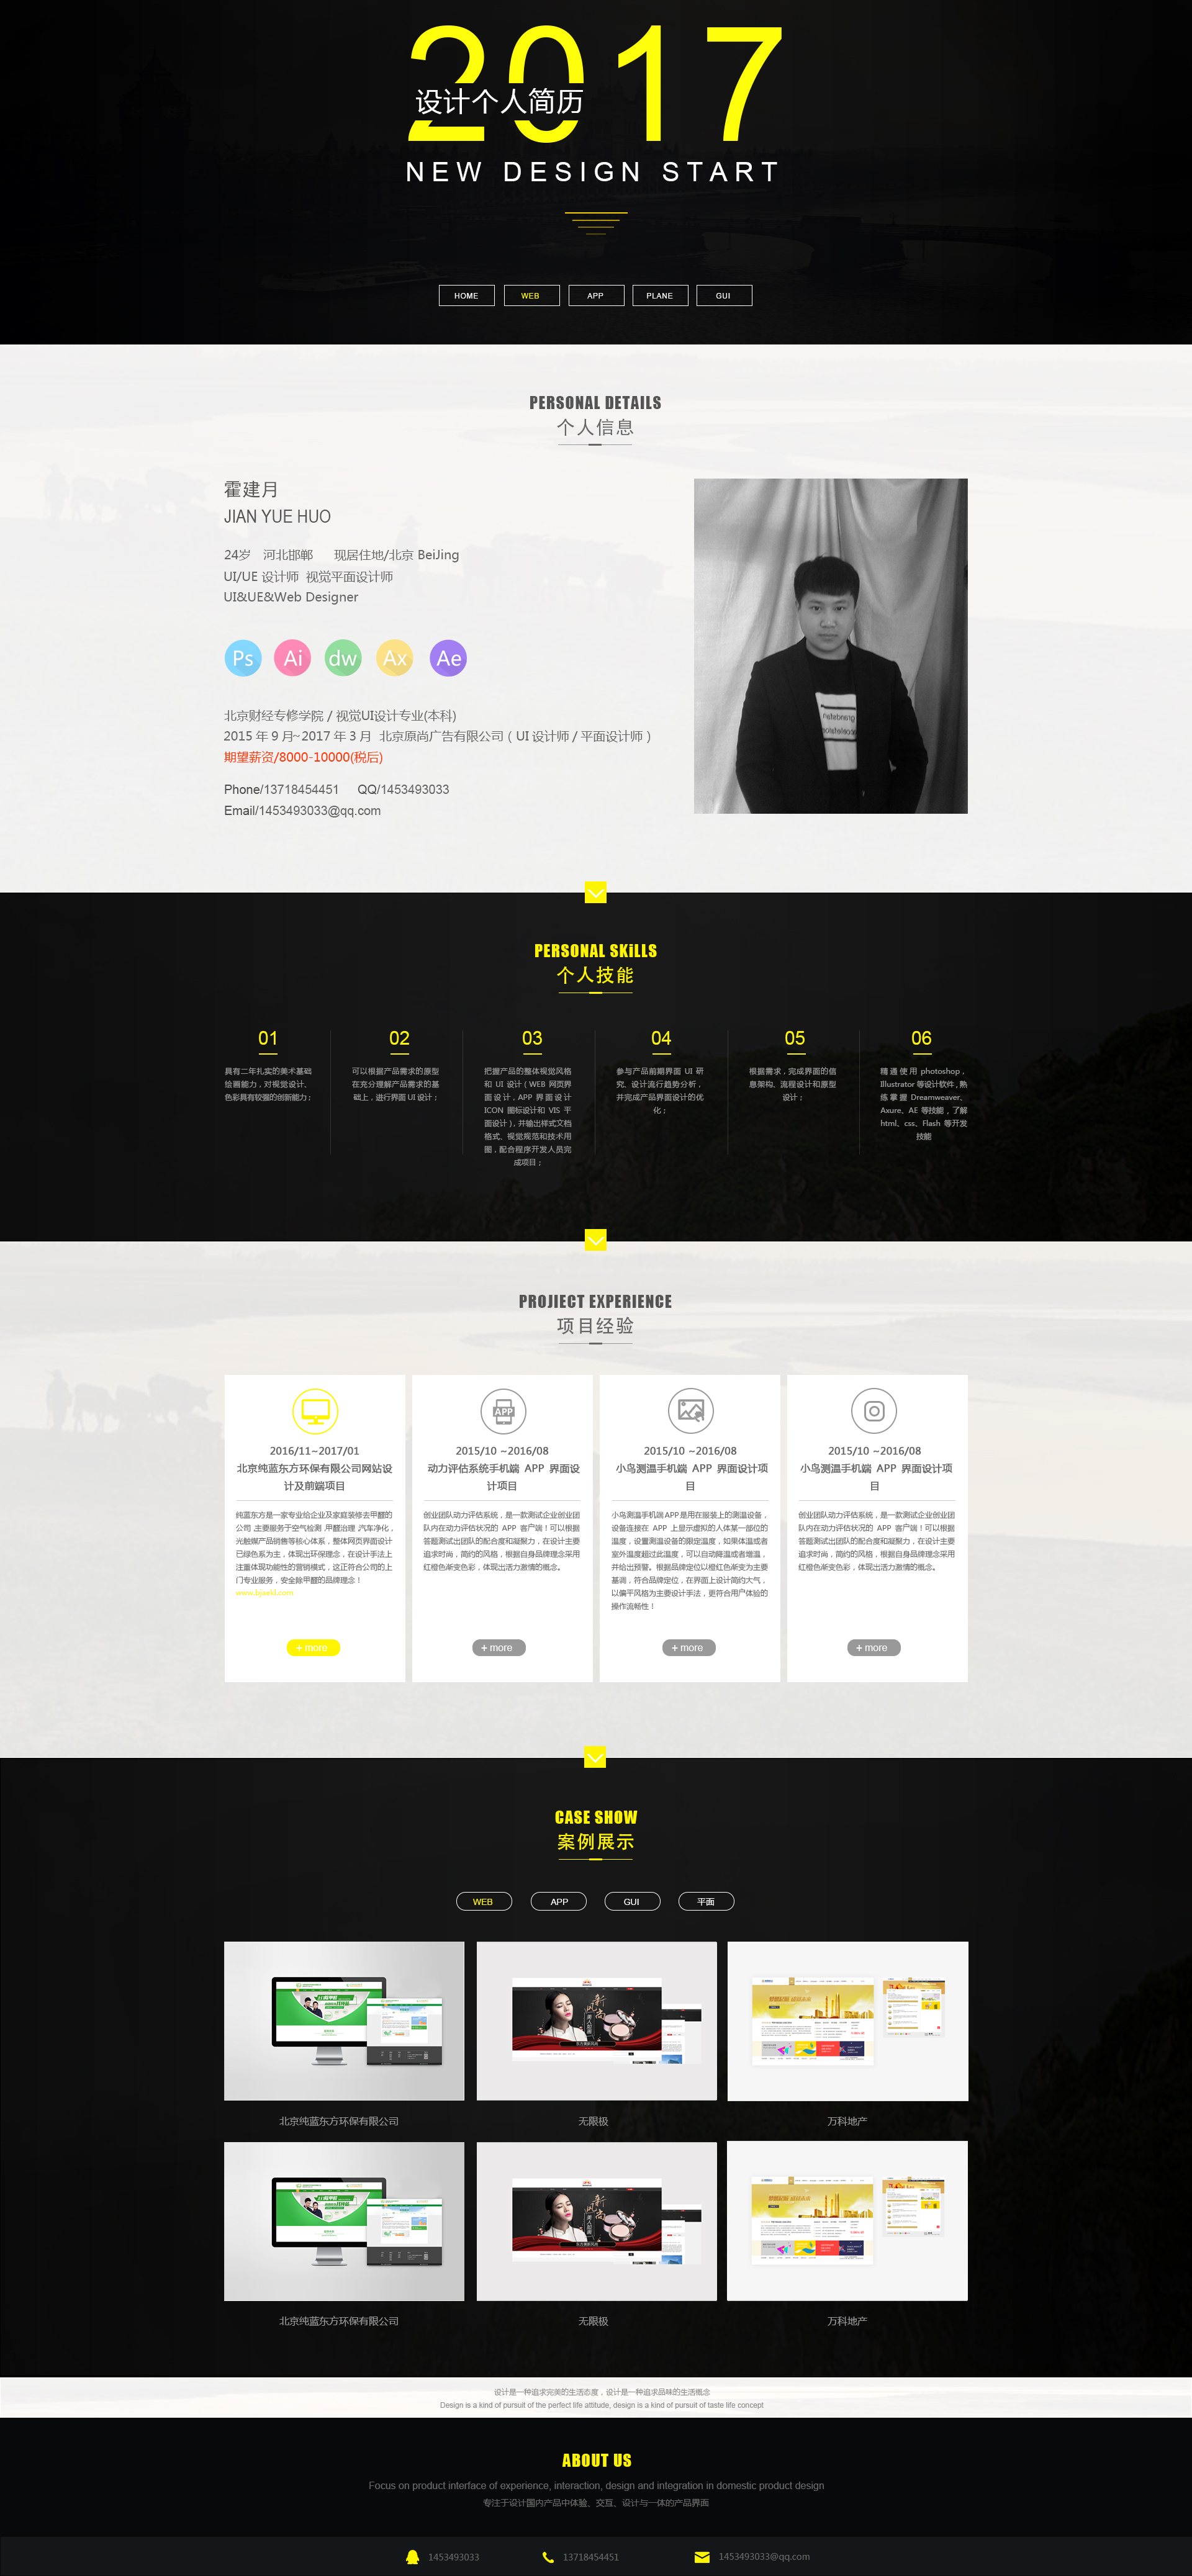 2017
设计个人简历
NEW DESIGN START
HOME
WEB
APP
PLANE
GUI
PERSONAL DETAILS
个人信息
霍建月
JIAN YUE HUO
24岁 河北邯郸 现居住地/北京 BeiJing
UI/UE 设计师 视觉平面设计师
UI&UE&Web Designer
Ps Ai dw Ax Ae
北京财经专修学院 / 视觉UI设计专业(本科)
2015 年 9 月~2017 年 3 月 北京原尚广告有限公司 ( UI 设计师 / 平面设计师 )
期望薪资/8000-10000(税后)
Phone/13718454451 QQ/1453493033
Email/1453493033@qq.com
PERSONAL SKiLLS
个人技能
01
具有二年扎实的美术基础
绘画能力，对视觉设计、
色彩具有较强的创新能力；
02
可以根据产品需求的原型
在充分理解产品需求的基
础上，进行界面 UI 设计；
03
把握产品的整体视觉风格
和 UI 设计 ( WEB 网页界
面设计，APP 界面设计
ICON 图标设计和 VIS 平
面设计 )，并输出样式文档
格式、视觉规范和技术用
图，配合程序开发人员完
成项目；
04
参与产品前期界面 UI 研
究、设计流行趋势分析，
并完成产品界面设计的优
化；
05
根据需求，完成界面的信
息架构、流程设计和原型
设计；
06
精通使用 photoshop，
Illustrator 等设计软件，熟
练掌握 Dreamweaver、
Axure、AE 等技能，了解
html、css、Flash 等开发
技能
PROJIECT EXPERIENCE
项目经验
2016/11~2017/01
北京纯蓝东方环保有限公司网站设
计及前端项目
纯蓝东方是一家专业给企业及家庭装修去甲醛的
公司,主要服务于空气检测,甲醛治理,汽车净化，
光触媒产品销售等核心体系，整体网页界面设计
已绿色系为主，体现出环保理念，在设计手法上
注重体现功能性的营销模式，这正符合公司的上
门专业服务，安全除甲醛的品牌理念！
+ more
APP
2015/10 ~2016/08
动力评估系统手机端 APP 界面设
计项目
创业团队动力评估系统，是一款测试企业创业团
队内在动力评估状况的 APP 客户端！可以根据
答题测试出团队的配合度和凝聚力，在设计主要
追求时尚，简约的风格，根据自身品牌理念采用
红橙色渐变色彩，体现出活力激情的概念。
+ more
2015/10 ~2016/08
小鸟测温手机端 APP 界面设计项
目
小鸟测温手机端 APP 是用在服装上的测温设备，
设备连接在 APP 上显示虚拟的人体某一部位的
温度，设置测温设备的限定温度，如果体温或者
室外温度超过此温度，可以自动降温或者增温，
并给出预警。根据品牌定位以橙红色渐变为主要
基调，符合品牌定位，在界面上设计简约大气，
以偏平风格为主要设计手法，更符合用户体验的
操作流畅性！
+ more
2015/10 ~2016/08
小鸟测温手机端 APP 界面设计项
目
创业团队动力评估系统，是一款测试企业创业团
队内在动力评估状况的 APP 客户端！可以根据
答题测试出团队的配合度和凝聚力，在设计主要
追求时尚，简约的风格，根据自身品牌理念采用
红橙色渐变色彩，体现出活力激情的概念。
+ more
CASE SHOW
案例展示
WEB
APP
GUI
平面
北京纯蓝东方环保有限公司
无限极
万科地产
北京纯蓝东方环保有限公司
无限极
万科地产
设计是一种追求完美的生活态度，设计是一种追求品味的生活概念
Design is a kind of pursuit of the perfect life attitude, design is a kind of pursuit of taste life concept
ABOUT US
Focus on product interface of experience, interaction, design and integration in domestic product design
专注于设计国内产品中体验、交互、设计与一体的产品界面
1453493033
13718454451
1453493033@qq.com